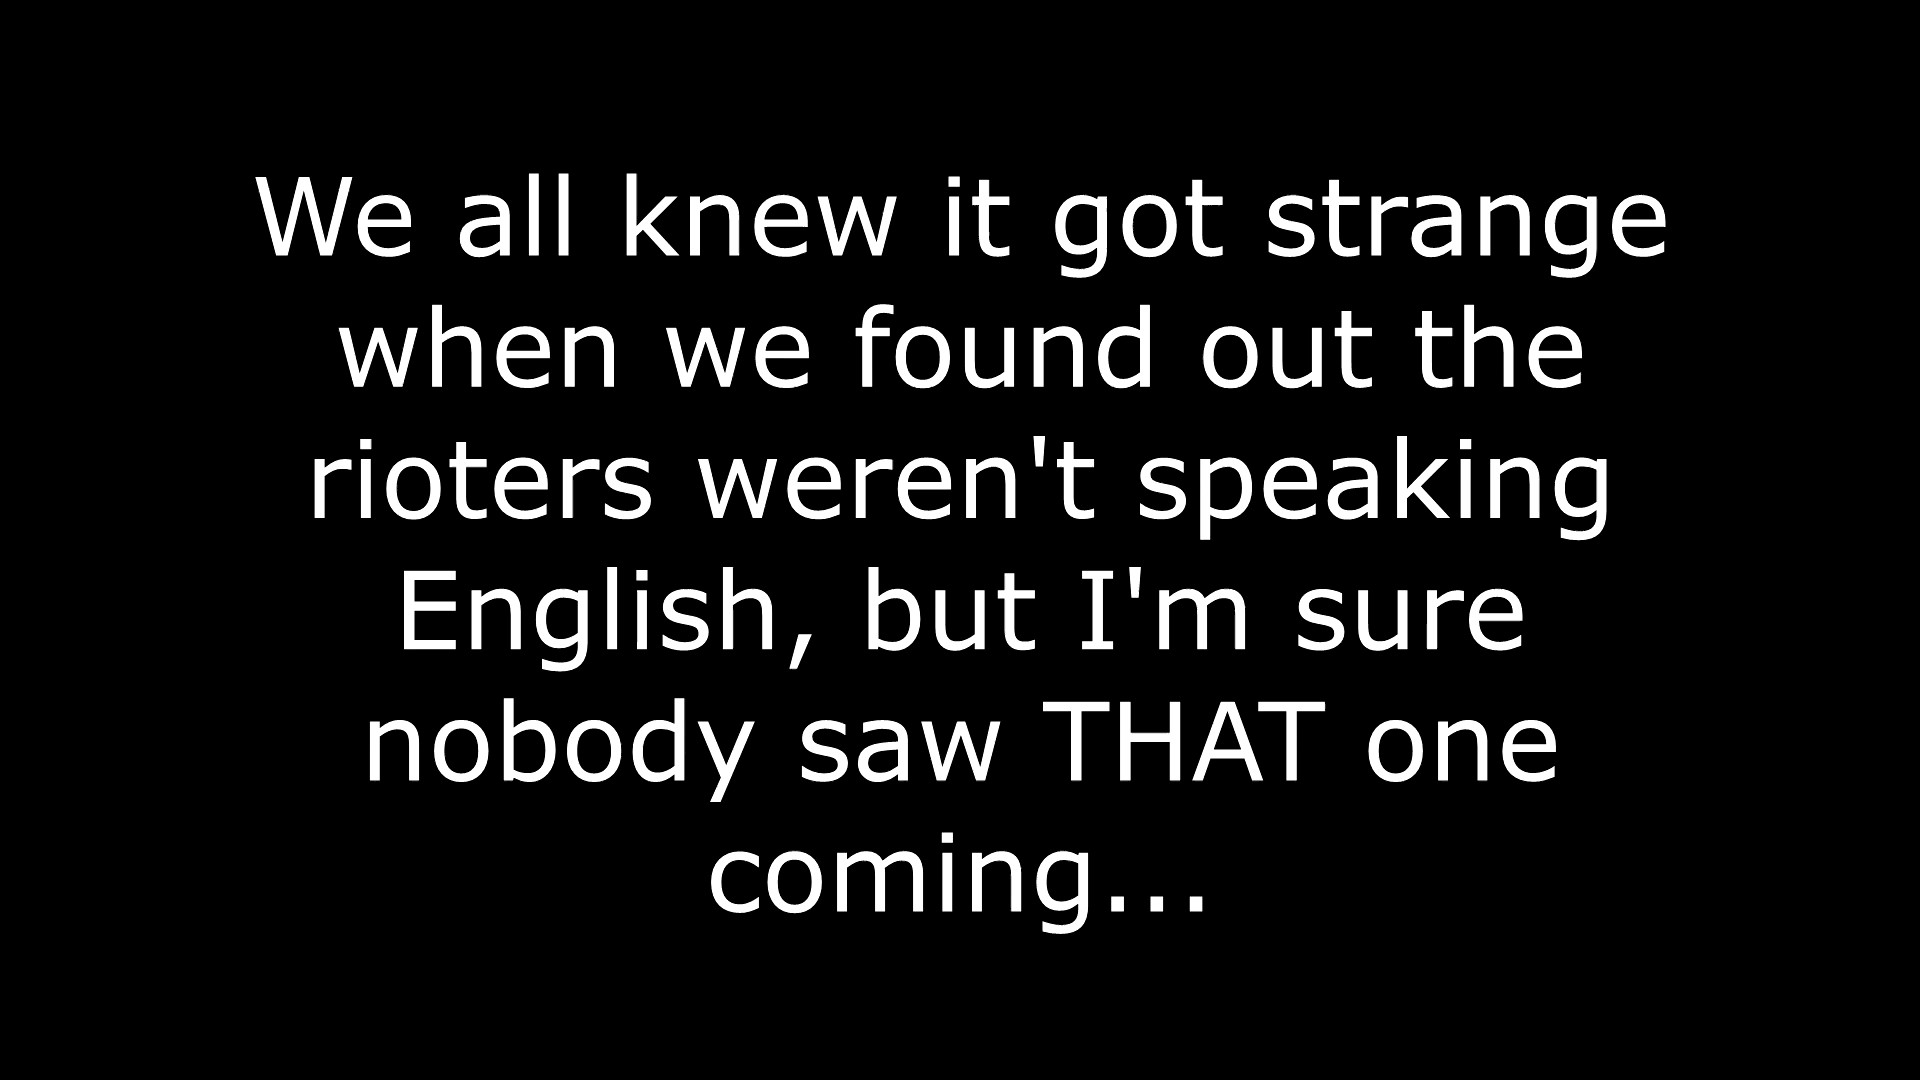 We all knew it got strange
when we found out the
rioters weren't speaking
English, but I'm sure
nobody saw THAT one
coming...